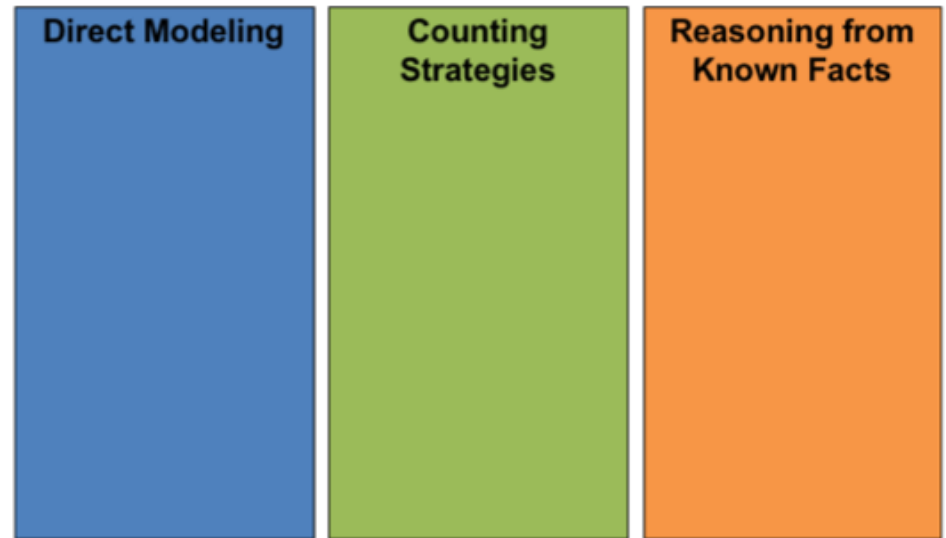 Direct Modeling
Counting
Strategies
Reasoning from
Known Facts